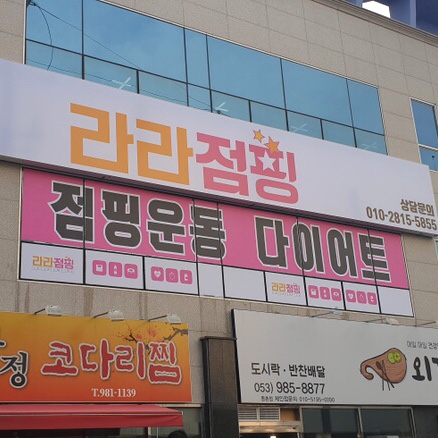 라라점핑
상담문의
010-2815-5855
점핑운동 다이어트
라라점핑
라라점핑
정 코다리찜
T.981-1139
도시락·반찬배달
(053) 985-8877